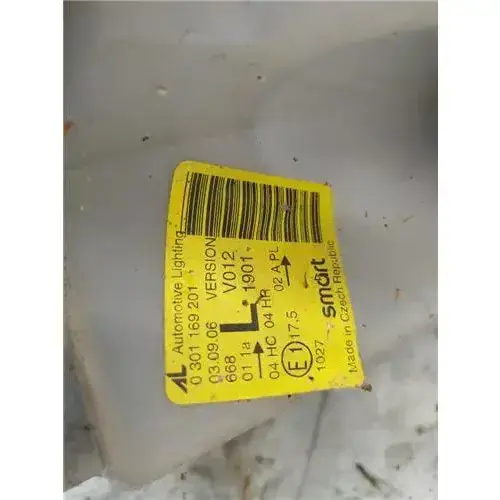 AL Automotive Lighting
0 301 169 201
03.09.06 VERSION
668 V012
L 1901
01 1a → 02 A PL →
04 HC 04 HR
E1 17,5
1027 smart
Made in Czech Republic